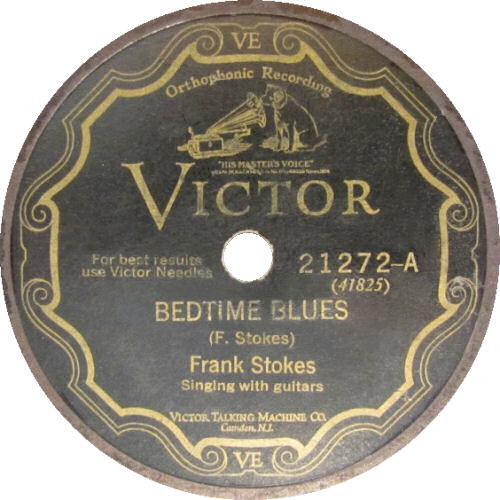 VE
Orthophonic Recording
"HIS MASTER'S VOICE"
VICTOR
For best results
use Victor Needles
21272-A
(41825)
BEDTIME BLUES
(F. Stokes)
Frank Stokes
Singing with guitars
VICTOR TALKING MACHINE CO.
Camden, N.J.
VE